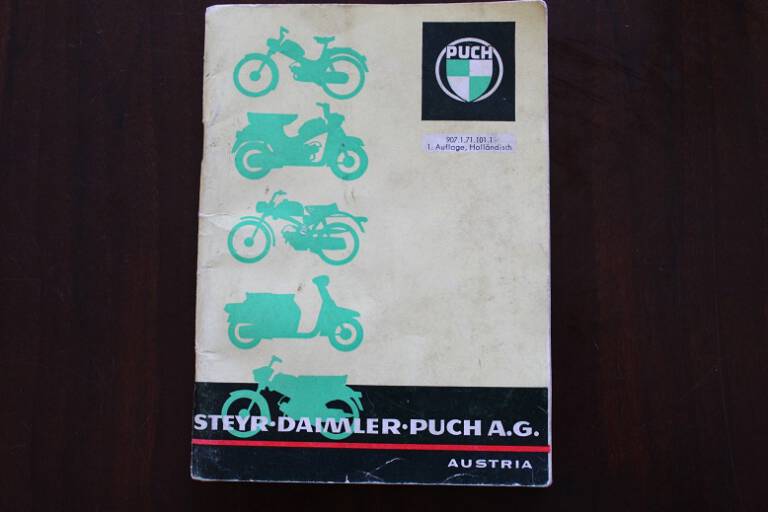 PUCH
907.1.71.101.1
1. Auflage, Holländisch
STEYR·DAIMLER·PUCH A.G.
AUSTRIA